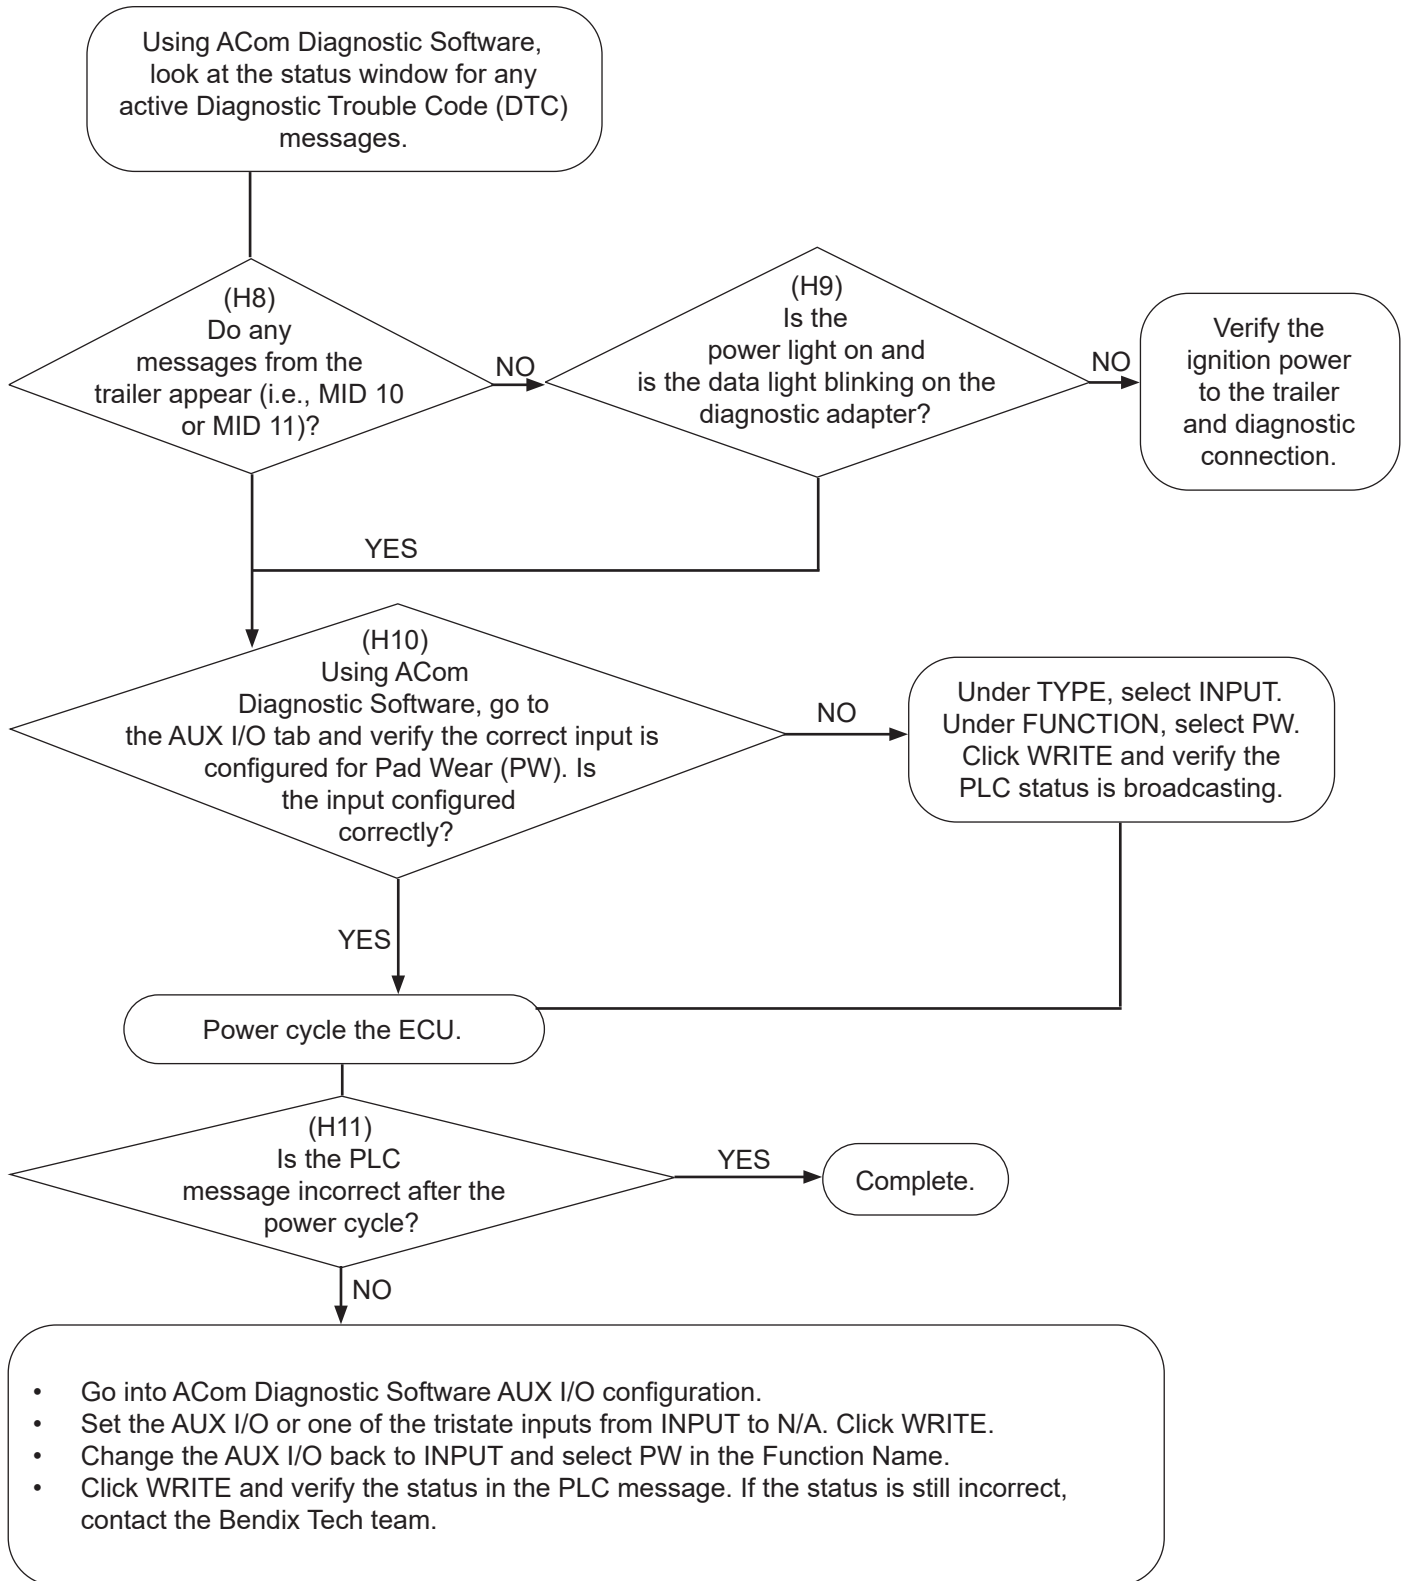 Using ACom Diagnostic Software,
look at the status window for any
active Diagnostic Trouble Code (DTC)
messages.
(H8)
Do any
messages from the
trailer appear (i.e., MID 10
or MID 11)?
NO
(H9)
Is the
power light on and
is the data light blinking on the
diagnostic adapter?
NO
Verify the
ignition power
to the trailer
and diagnostic
connection.
YES
(H10)
Using ACom
Diagnostic Software, go to
the AUX I/O tab and verify the correct input is
configured for Pad Wear (PW). Is
the input configured
correctly?
NO
Under TYPE, select INPUT.
Under FUNCTION, select PW.
Click WRITE and verify the
PLC status is broadcasting.
YES
Power cycle the ECU.
(H11)
Is the PLC
message incorrect after the
power cycle?
YES
Complete.
NO
• Go into ACom Diagnostic Software AUX I/O configuration.
• Set the AUX I/O or one of the tristate inputs from INPUT to N/A. Click WRITE.
• Change the AUX I/O back to INPUT and select PW in the Function Name.
• Click WRITE and verify the status in the PLC message. If the status is still incorrect,
contact the Bendix Tech team.